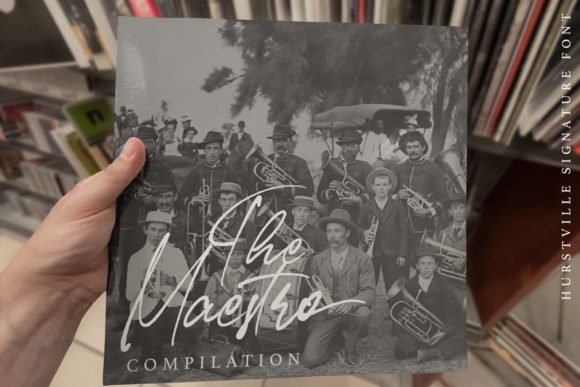 n
The
Maestro
COMPILATION
HURSTVILLE SIGNATURE FONT